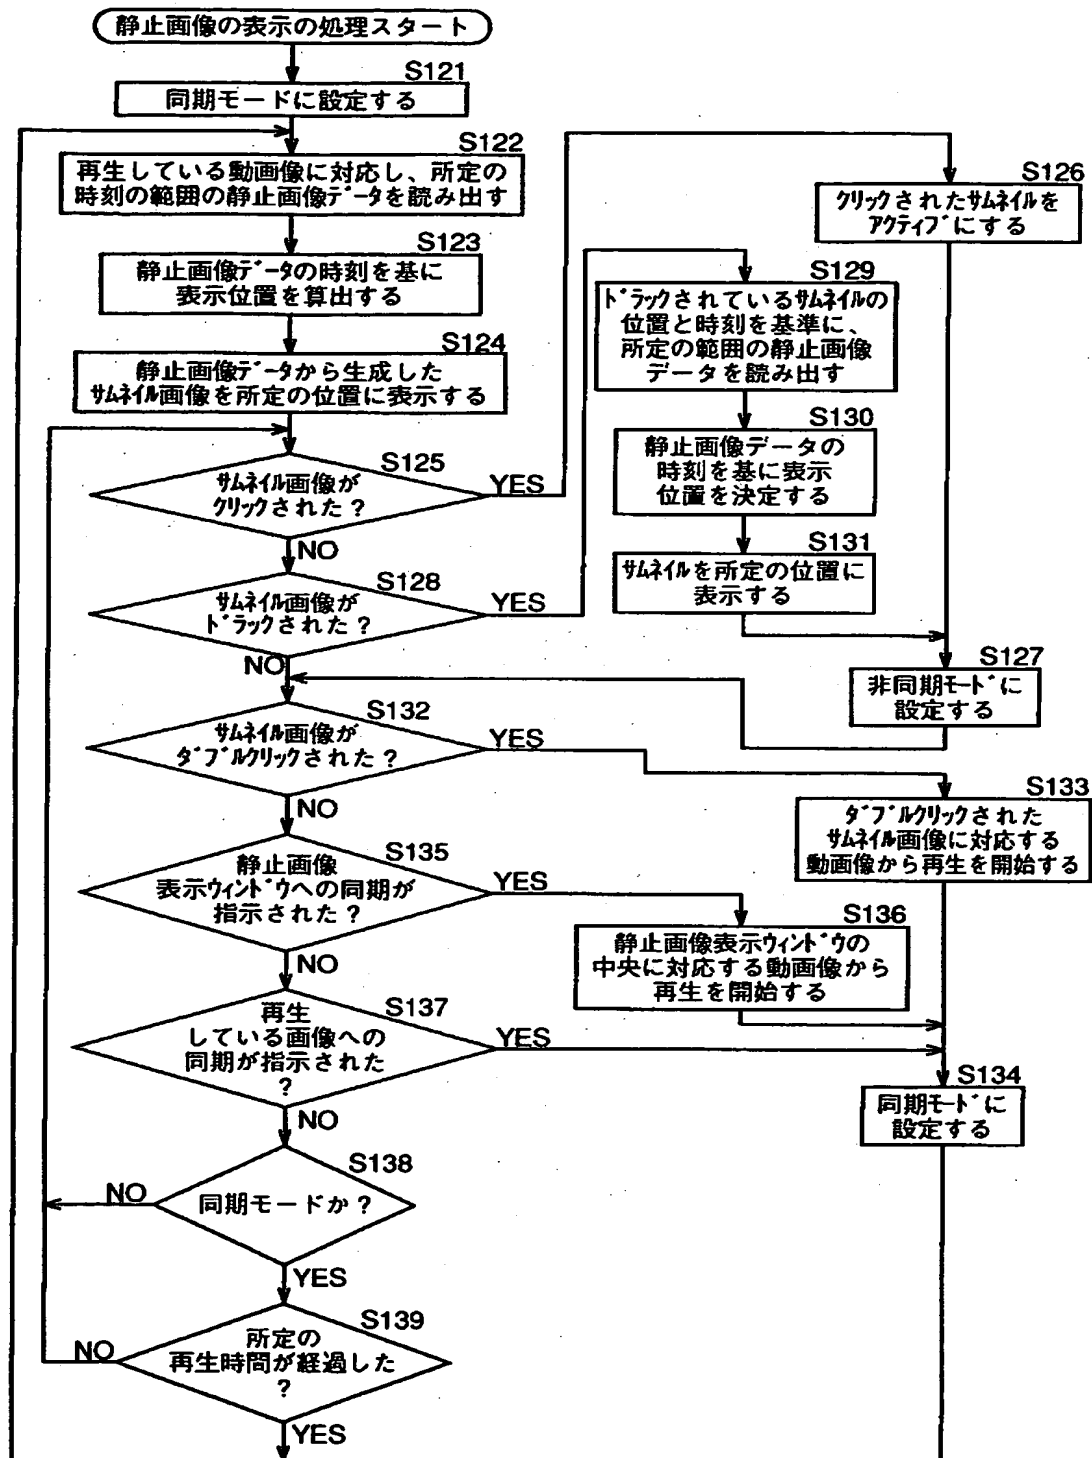 静止画像の表示の処理スタート
S121
同期モードに設定する
S122
再生している動画像に対応し、所定の
時刻の範囲の静止画像ﾃﾞｰﾀを読み出す
S123
静止画像ﾃﾞｰﾀの時刻を基に
表示位置を算出する
S124
静止画像ﾃﾞｰﾀから生成した
ｻﾑﾈｲﾙ画像を所定の位置に表示する
S125
ｻﾑﾈｲﾙ画像が
ｸﾘｯｸされた？
YES
NO
S126
ｸﾘｯｸされたｻﾑﾈｲﾙを
ｱｸﾃｨﾌﾞにする
S128
ｻﾑﾈｲﾙ画像が
ﾄﾞﾗｯｸされた？
YES
NO
S129
ﾄﾞﾗｯｸされているｻﾑﾈｲﾙの
位置と時刻を基準に、
所定の範囲の静止画像
データを読み出す
S130
静止画像データの
時刻を基に表示
位置を決定する
S131
ｻﾑﾈｲﾙを所定の位置に
表示する
S127
非同期ﾓｰﾄﾞに
設定する
S132
ｻﾑﾈｲﾙ画像が
ﾀﾞﾌﾞﾙｸﾘｯｸされた？
YES
NO
S133
ﾀﾞﾌﾞﾙｸﾘｯｸされた
ｻﾑﾈｲﾙ画像に対応する
動画像から再生を開始する
S135
静止画像
表示ｳｨﾝﾄﾞｳへの同期が
指示された？
YES
NO
S136
静止画像表示ｳｨﾝﾄﾞｳの
中央に対応する動画像から
再生を開始する
S137
再生
している画像への
同期が指示された
？
YES
NO
S134
同期ﾓｰﾄﾞに
設定する
S138
同期モードか？
NO
YES
S139
所定の
再生時間が経過した
？
NO
YES